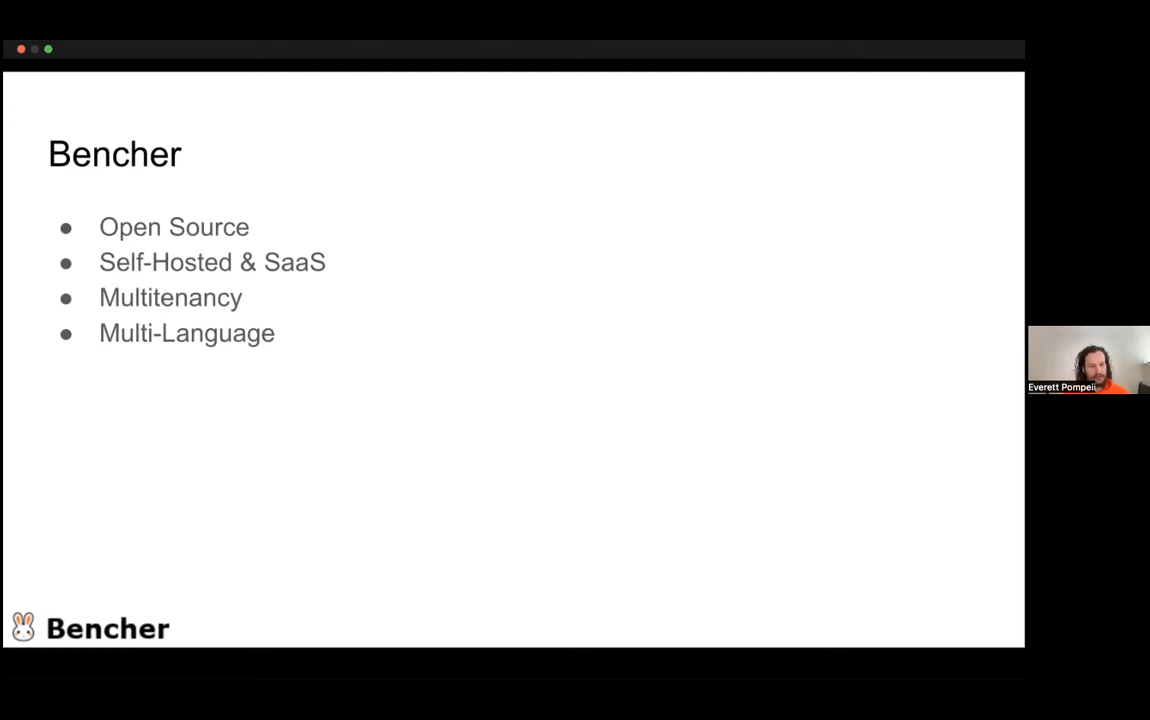 Bencher
● Open Source
● Self-Hosted & SaaS
● Multitenancy
● Multi-Language
Everett Pompeii
Bencher